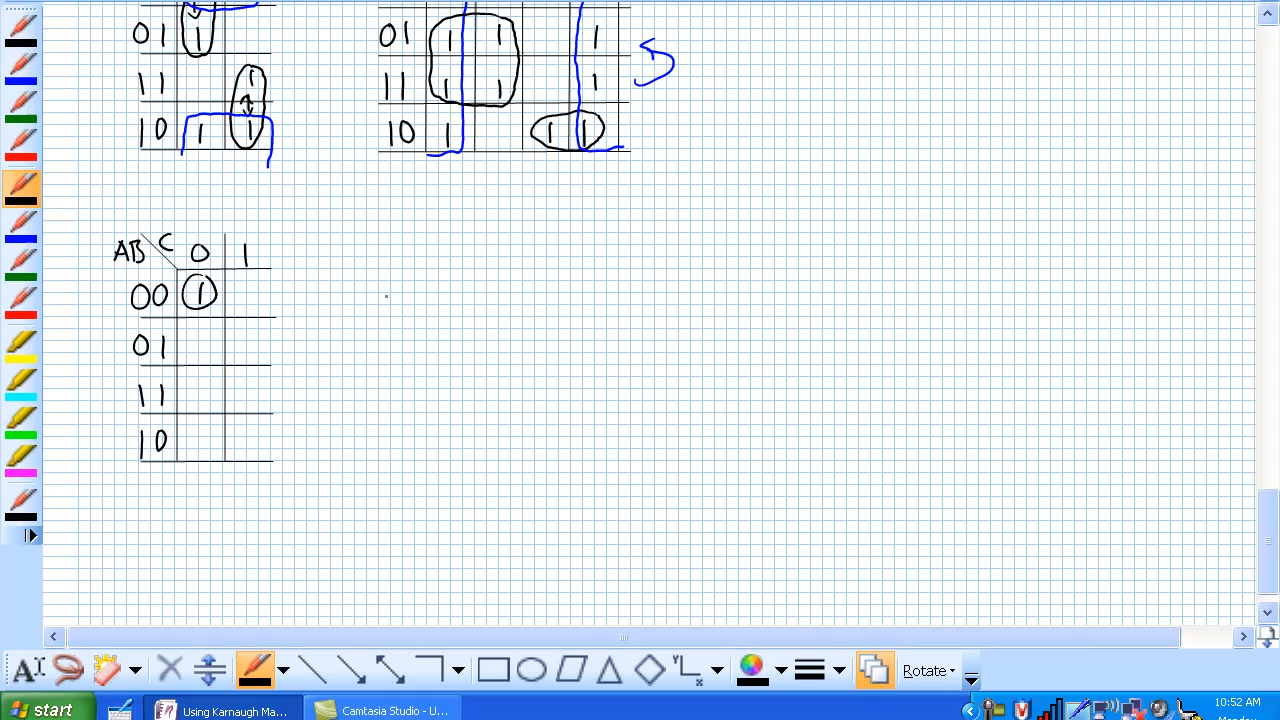 01 1
11 1
10 1 1
01 1 1 1
11 1 1 1
10 1 1 1
AB C 0 1
00 1
01
11
10
A
Rotate
start
Using Karnaugh Ma...
Camtasia Studio - U...
10:52 AM